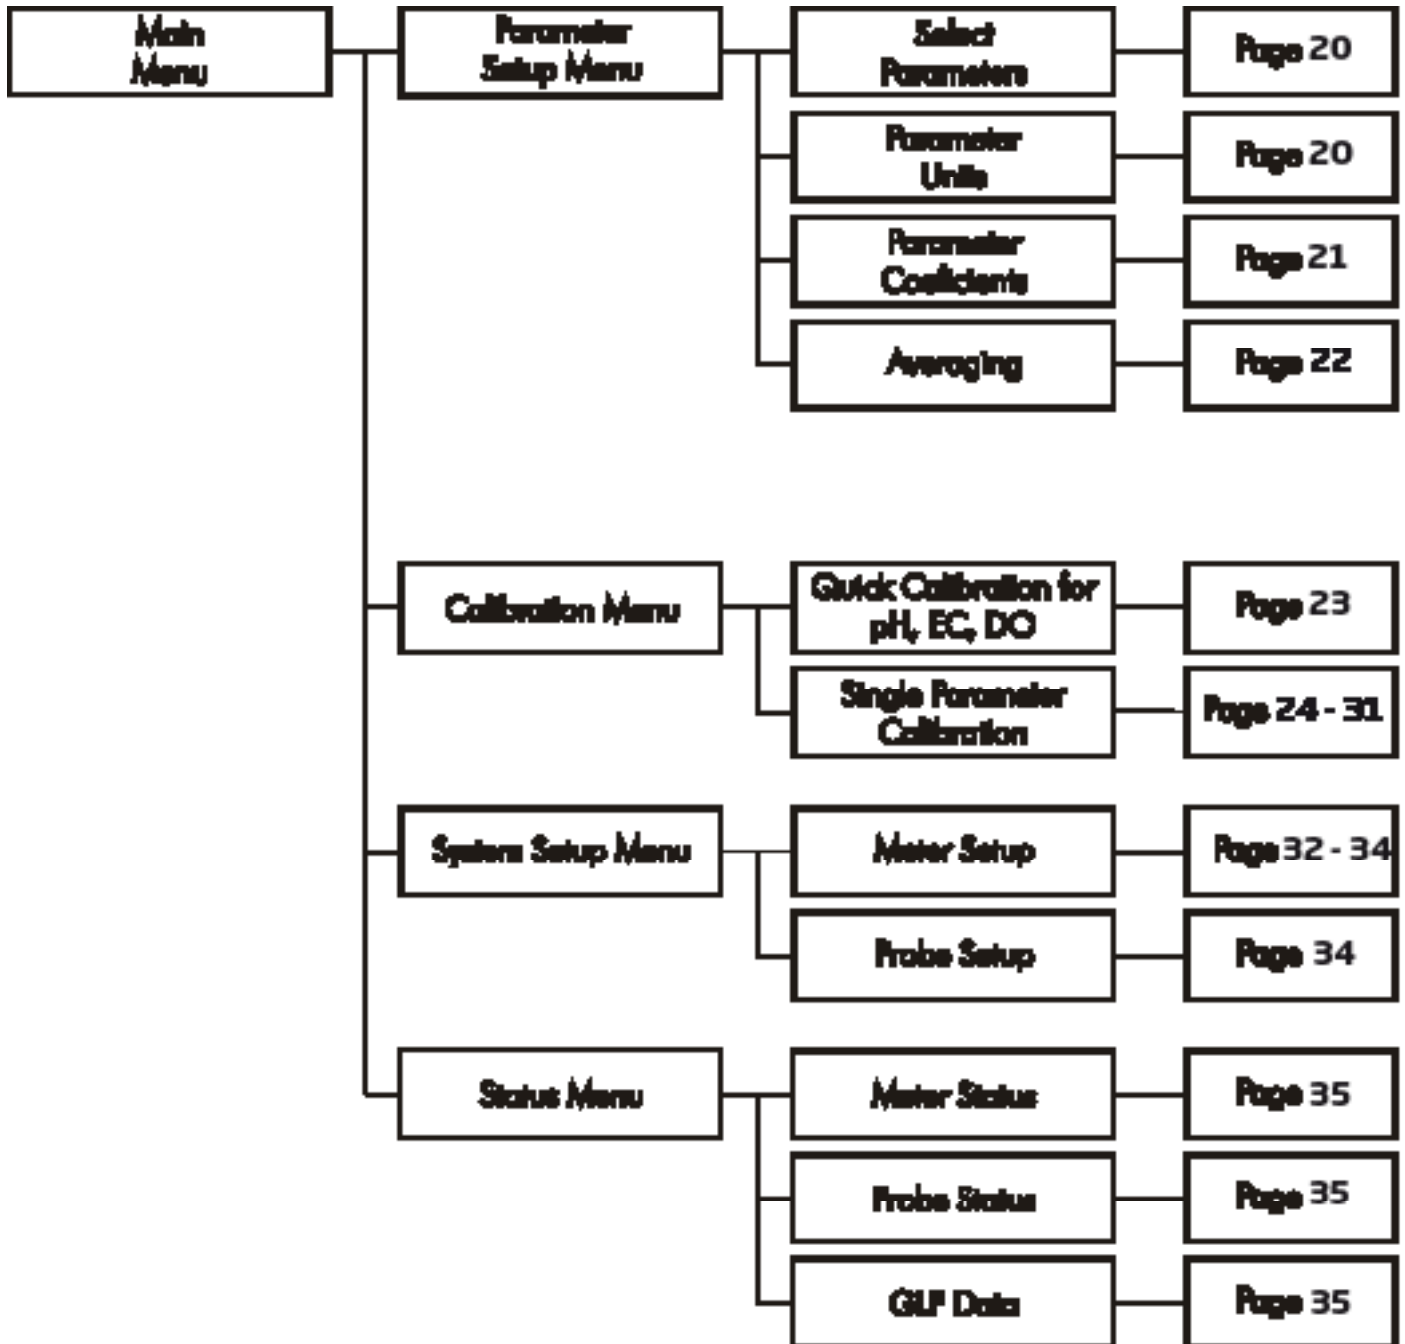 Main
Menu
Parameter
Setup Menu
Select
Parameters
Page 20
Parameter
Units
Page 20
Parameter
Coefficients
Page 21
Averaging
Page 22
Calibration Menu
Quick Calibration for
pH, EC, DO
Page 23
Single Parameter
Calibration
Page 24 - 31
System Setup Menu
Meter Setup
Page 32 - 34
Probe Setup
Page 34
Status Menu
Meter Status
Page 35
Probe Status
Page 35
GLP Data
Page 35